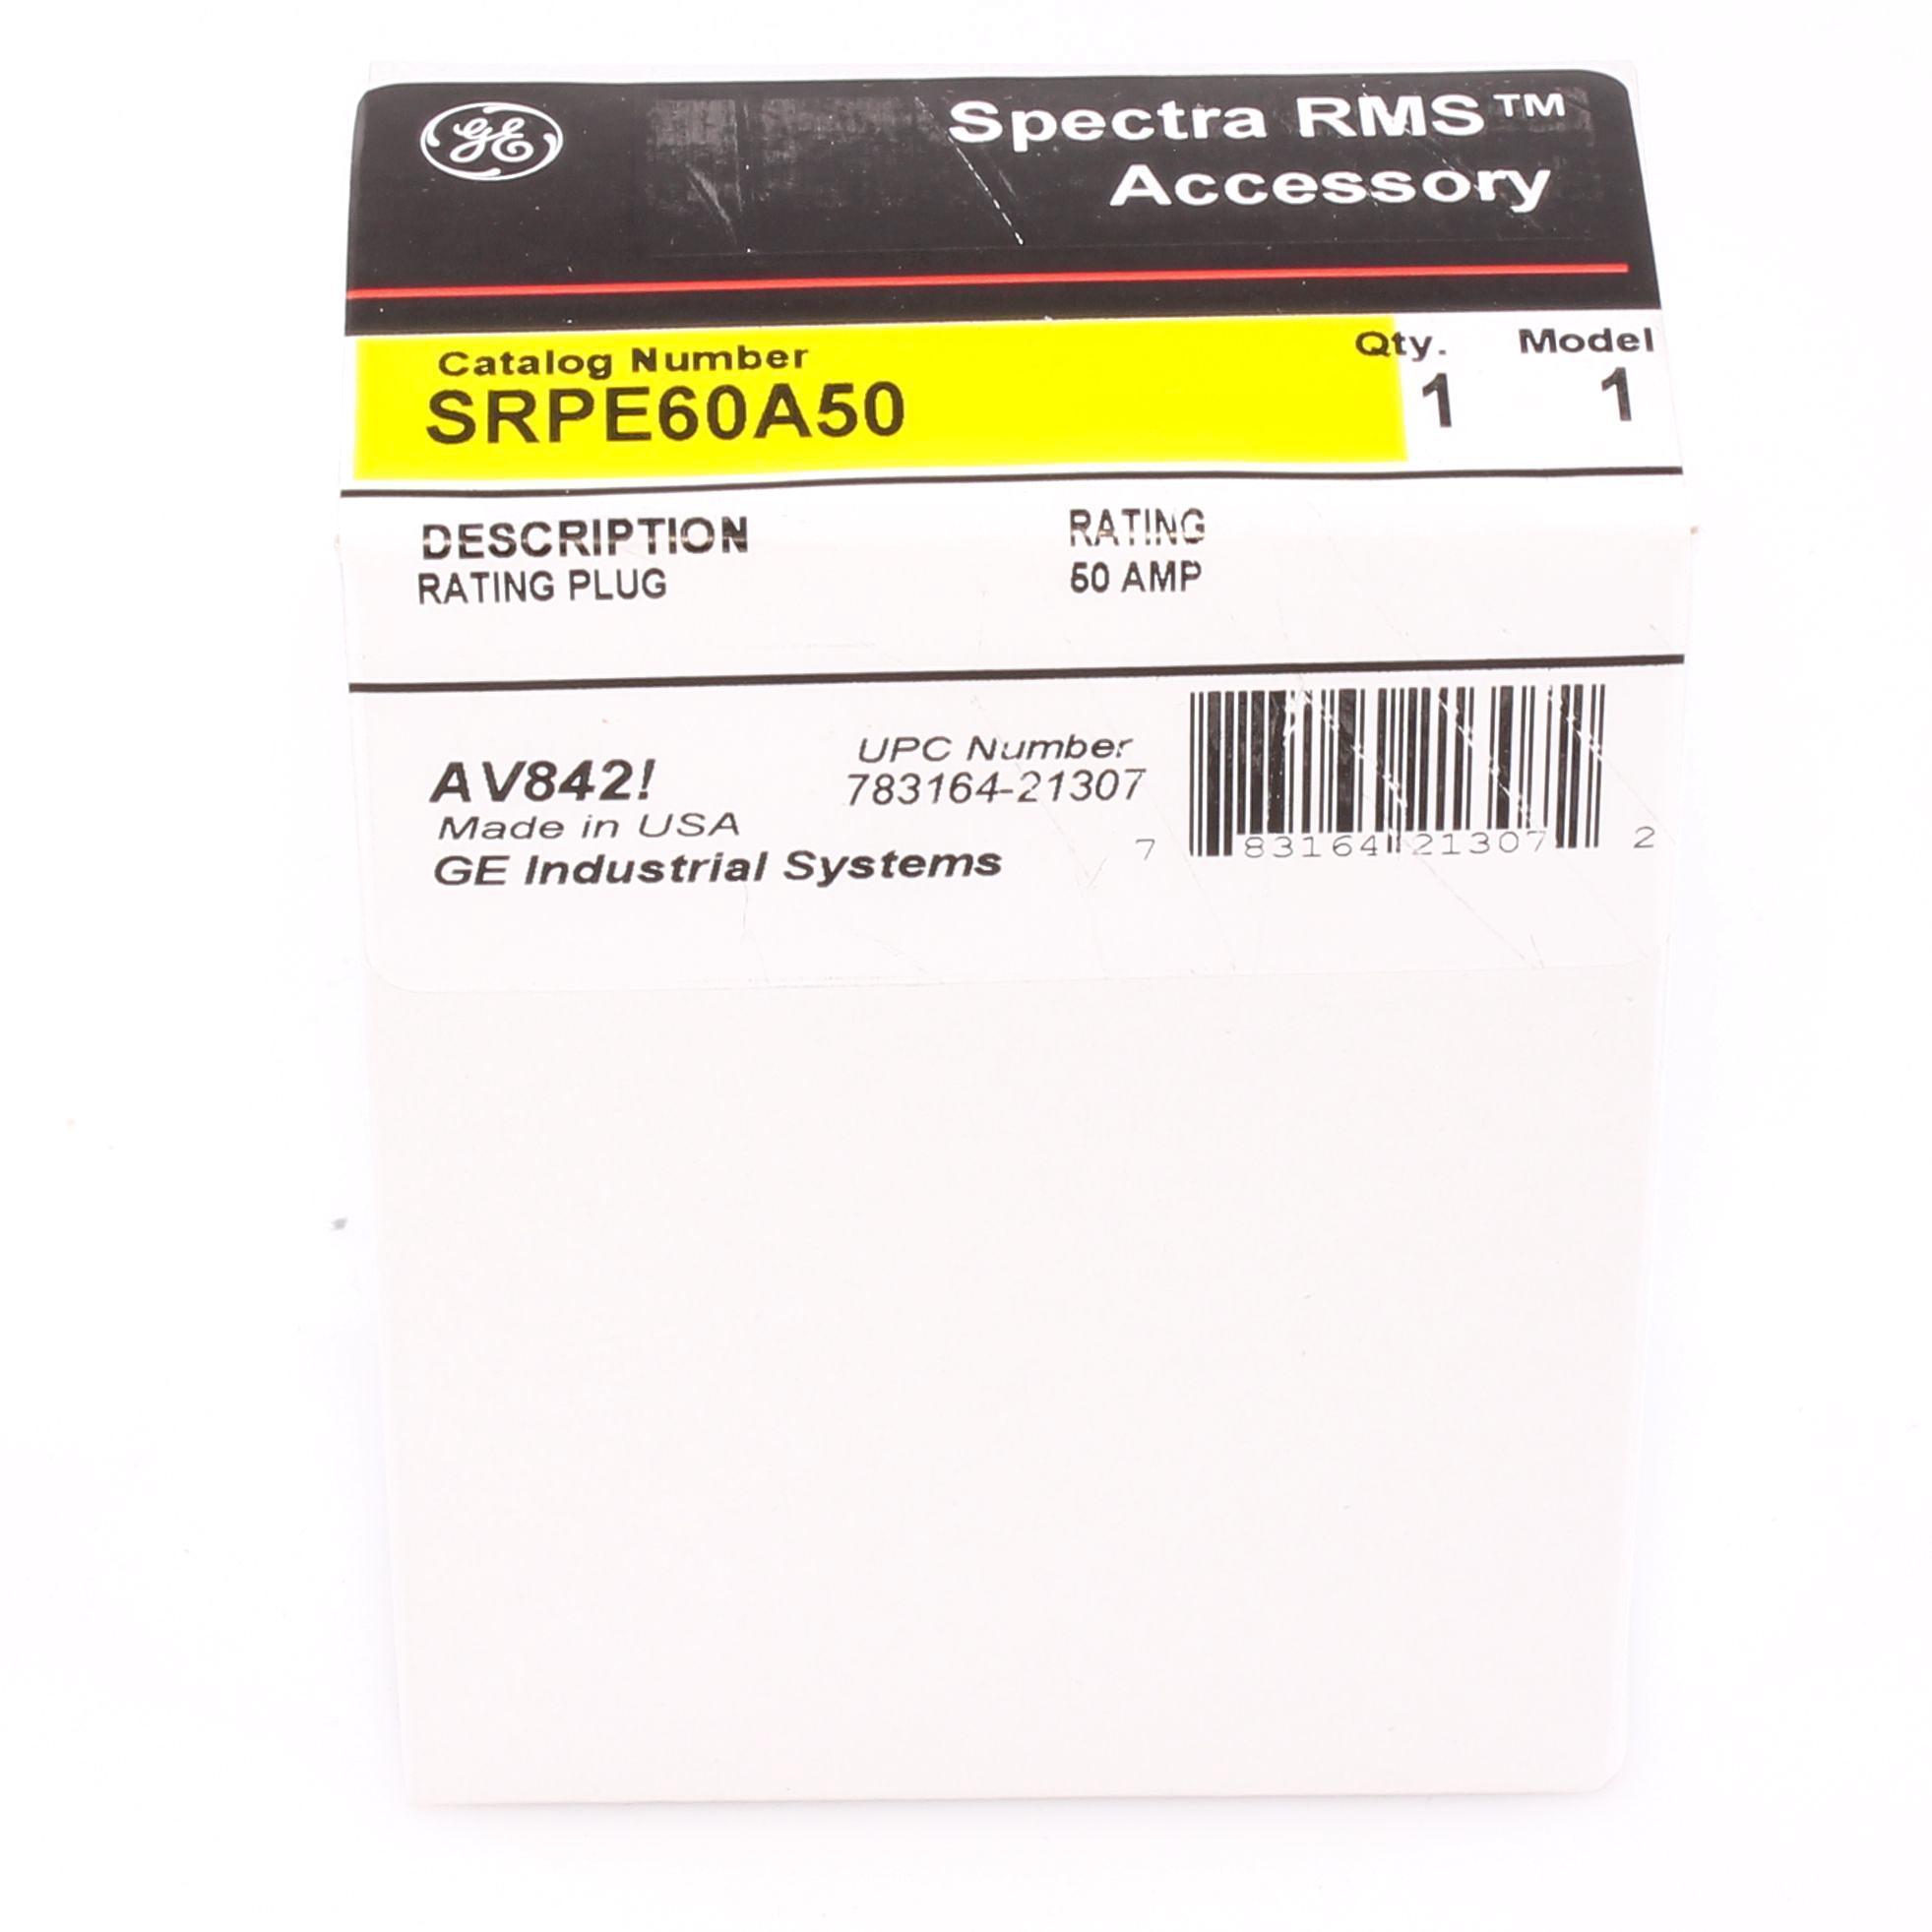 GE
Spectra RMS™
Accessory
Catalog Number
SRPE60A50
Qty.
1
Model
1
DESCRIPTION
RATING PLUG
RATING
50 AMP
AV842!
Made in USA
GE Industrial Systems
UPC Number
783164-21307
7 83164 21307 2